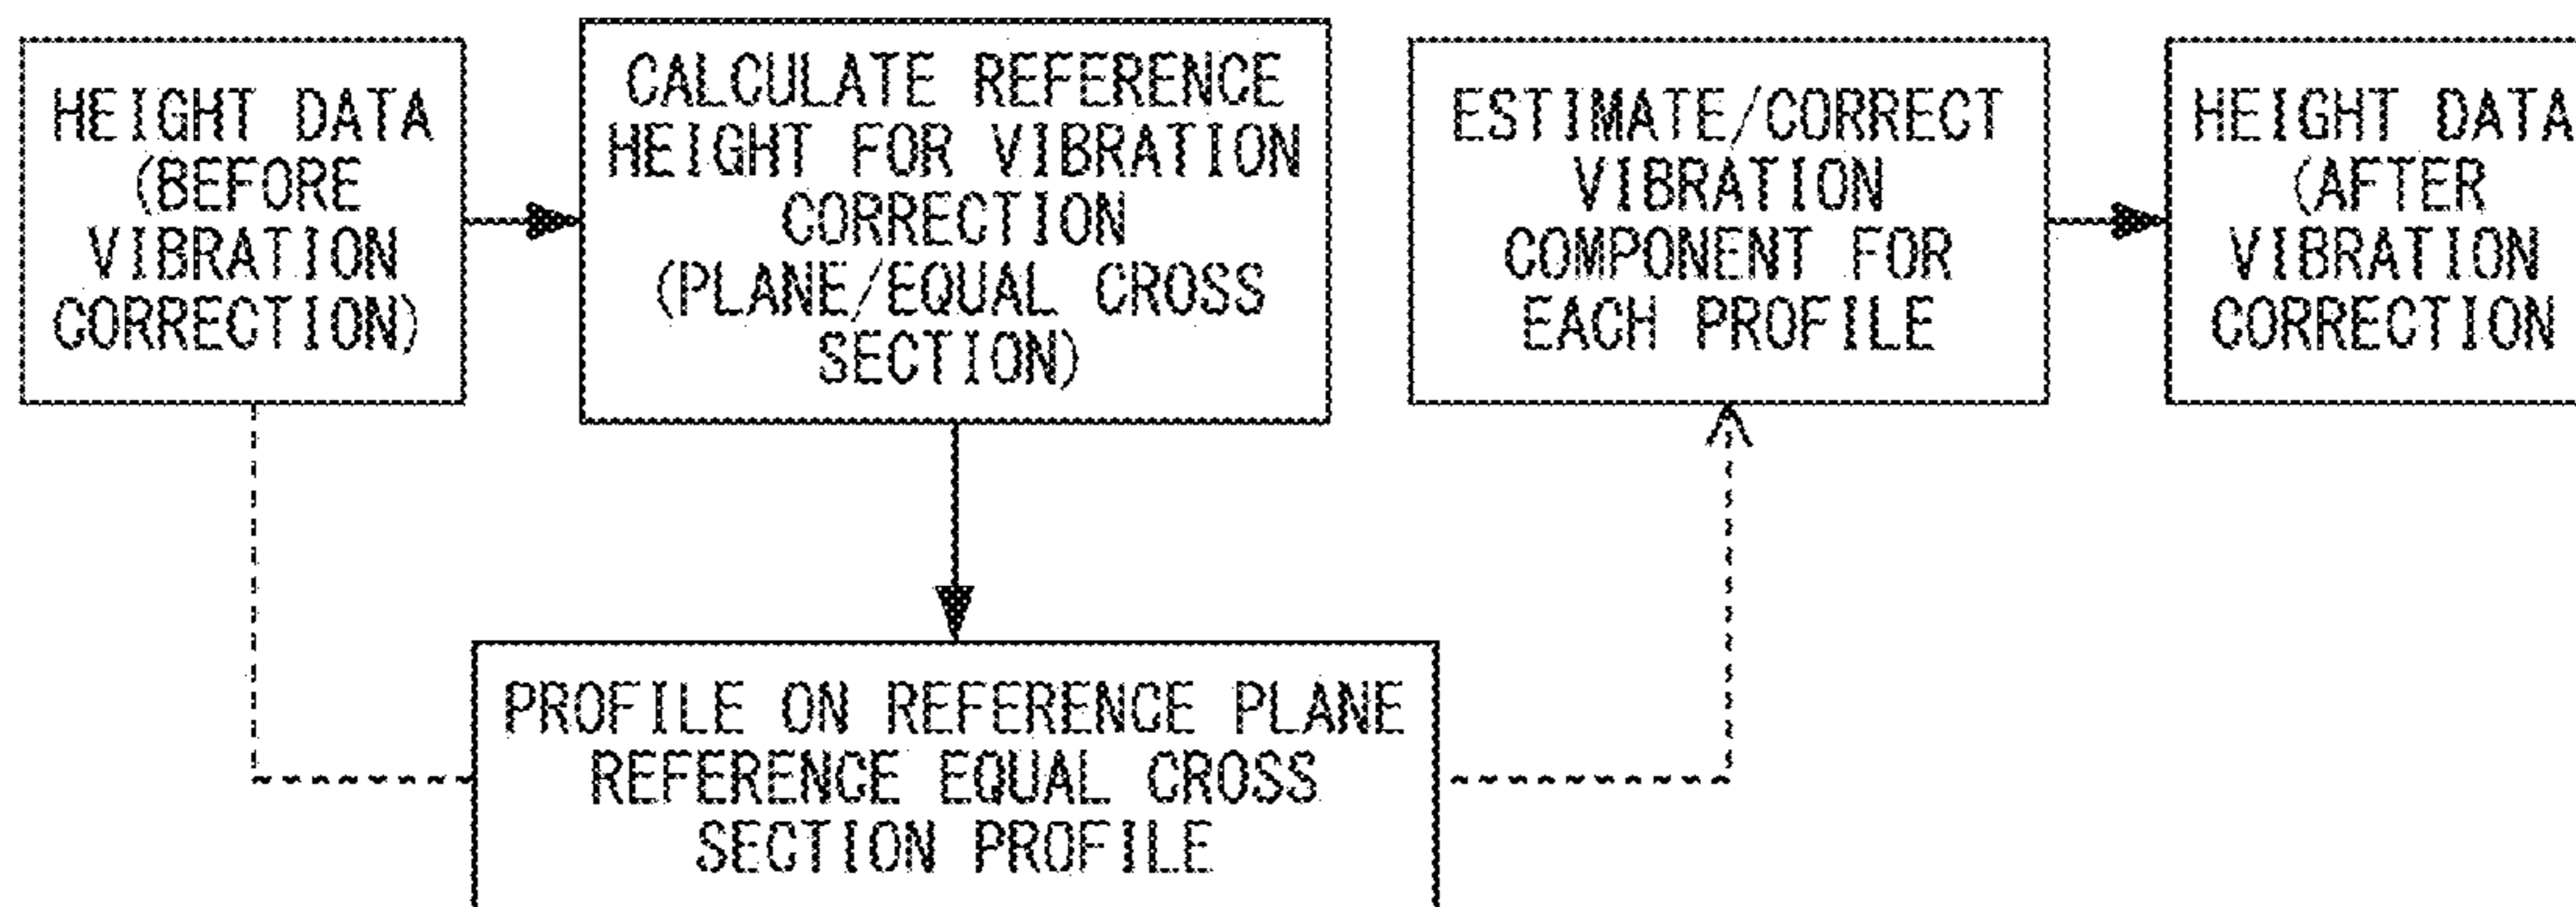 HEIGHT DATA
(BEFORE
VIBRATION
CORRECTION)
CALCULATE REFERENCE
HEIGHT FOR VIBRATION
CORRECTION
(PLANE/EQUAL CROSS
SECTION)
ESTIMATE/CORRECT
VIBRATION
COMPONENT FOR
EACH PROFILE
HEIGHT DATA
(AFTER
VIBRATION
CORRECTION
PROFILE ON REFERENCE PLANE
REFERENCE EQUAL CROSS
SECTION PROFILE